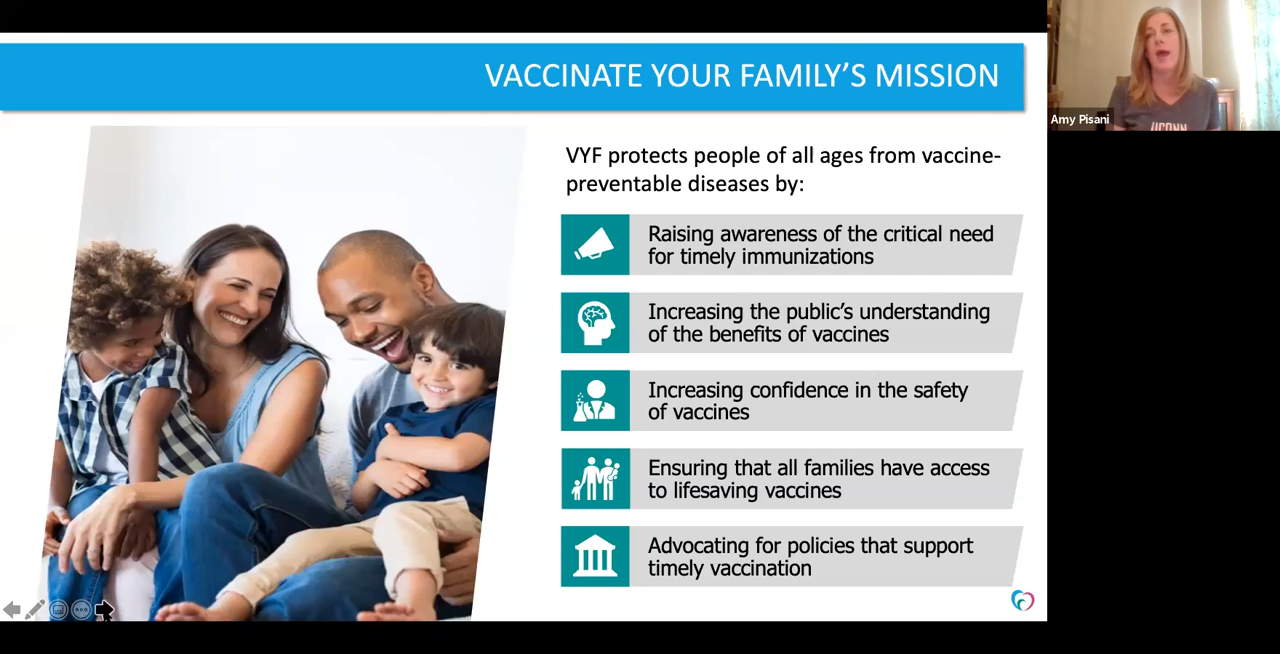 VACCINATE YOUR FAMILY’S MISSION
Amy Pisani
UCONN
VYF protects people of all ages from vaccine-
preventable diseases by:
Raising awareness of the critical need
for timely immunizations
Increasing the public’s understanding
of the benefits of vaccines
Increasing confidence in the safety
of vaccines
Ensuring that all families have access
to lifesaving vaccines
Advocating for policies that support
timely vaccination